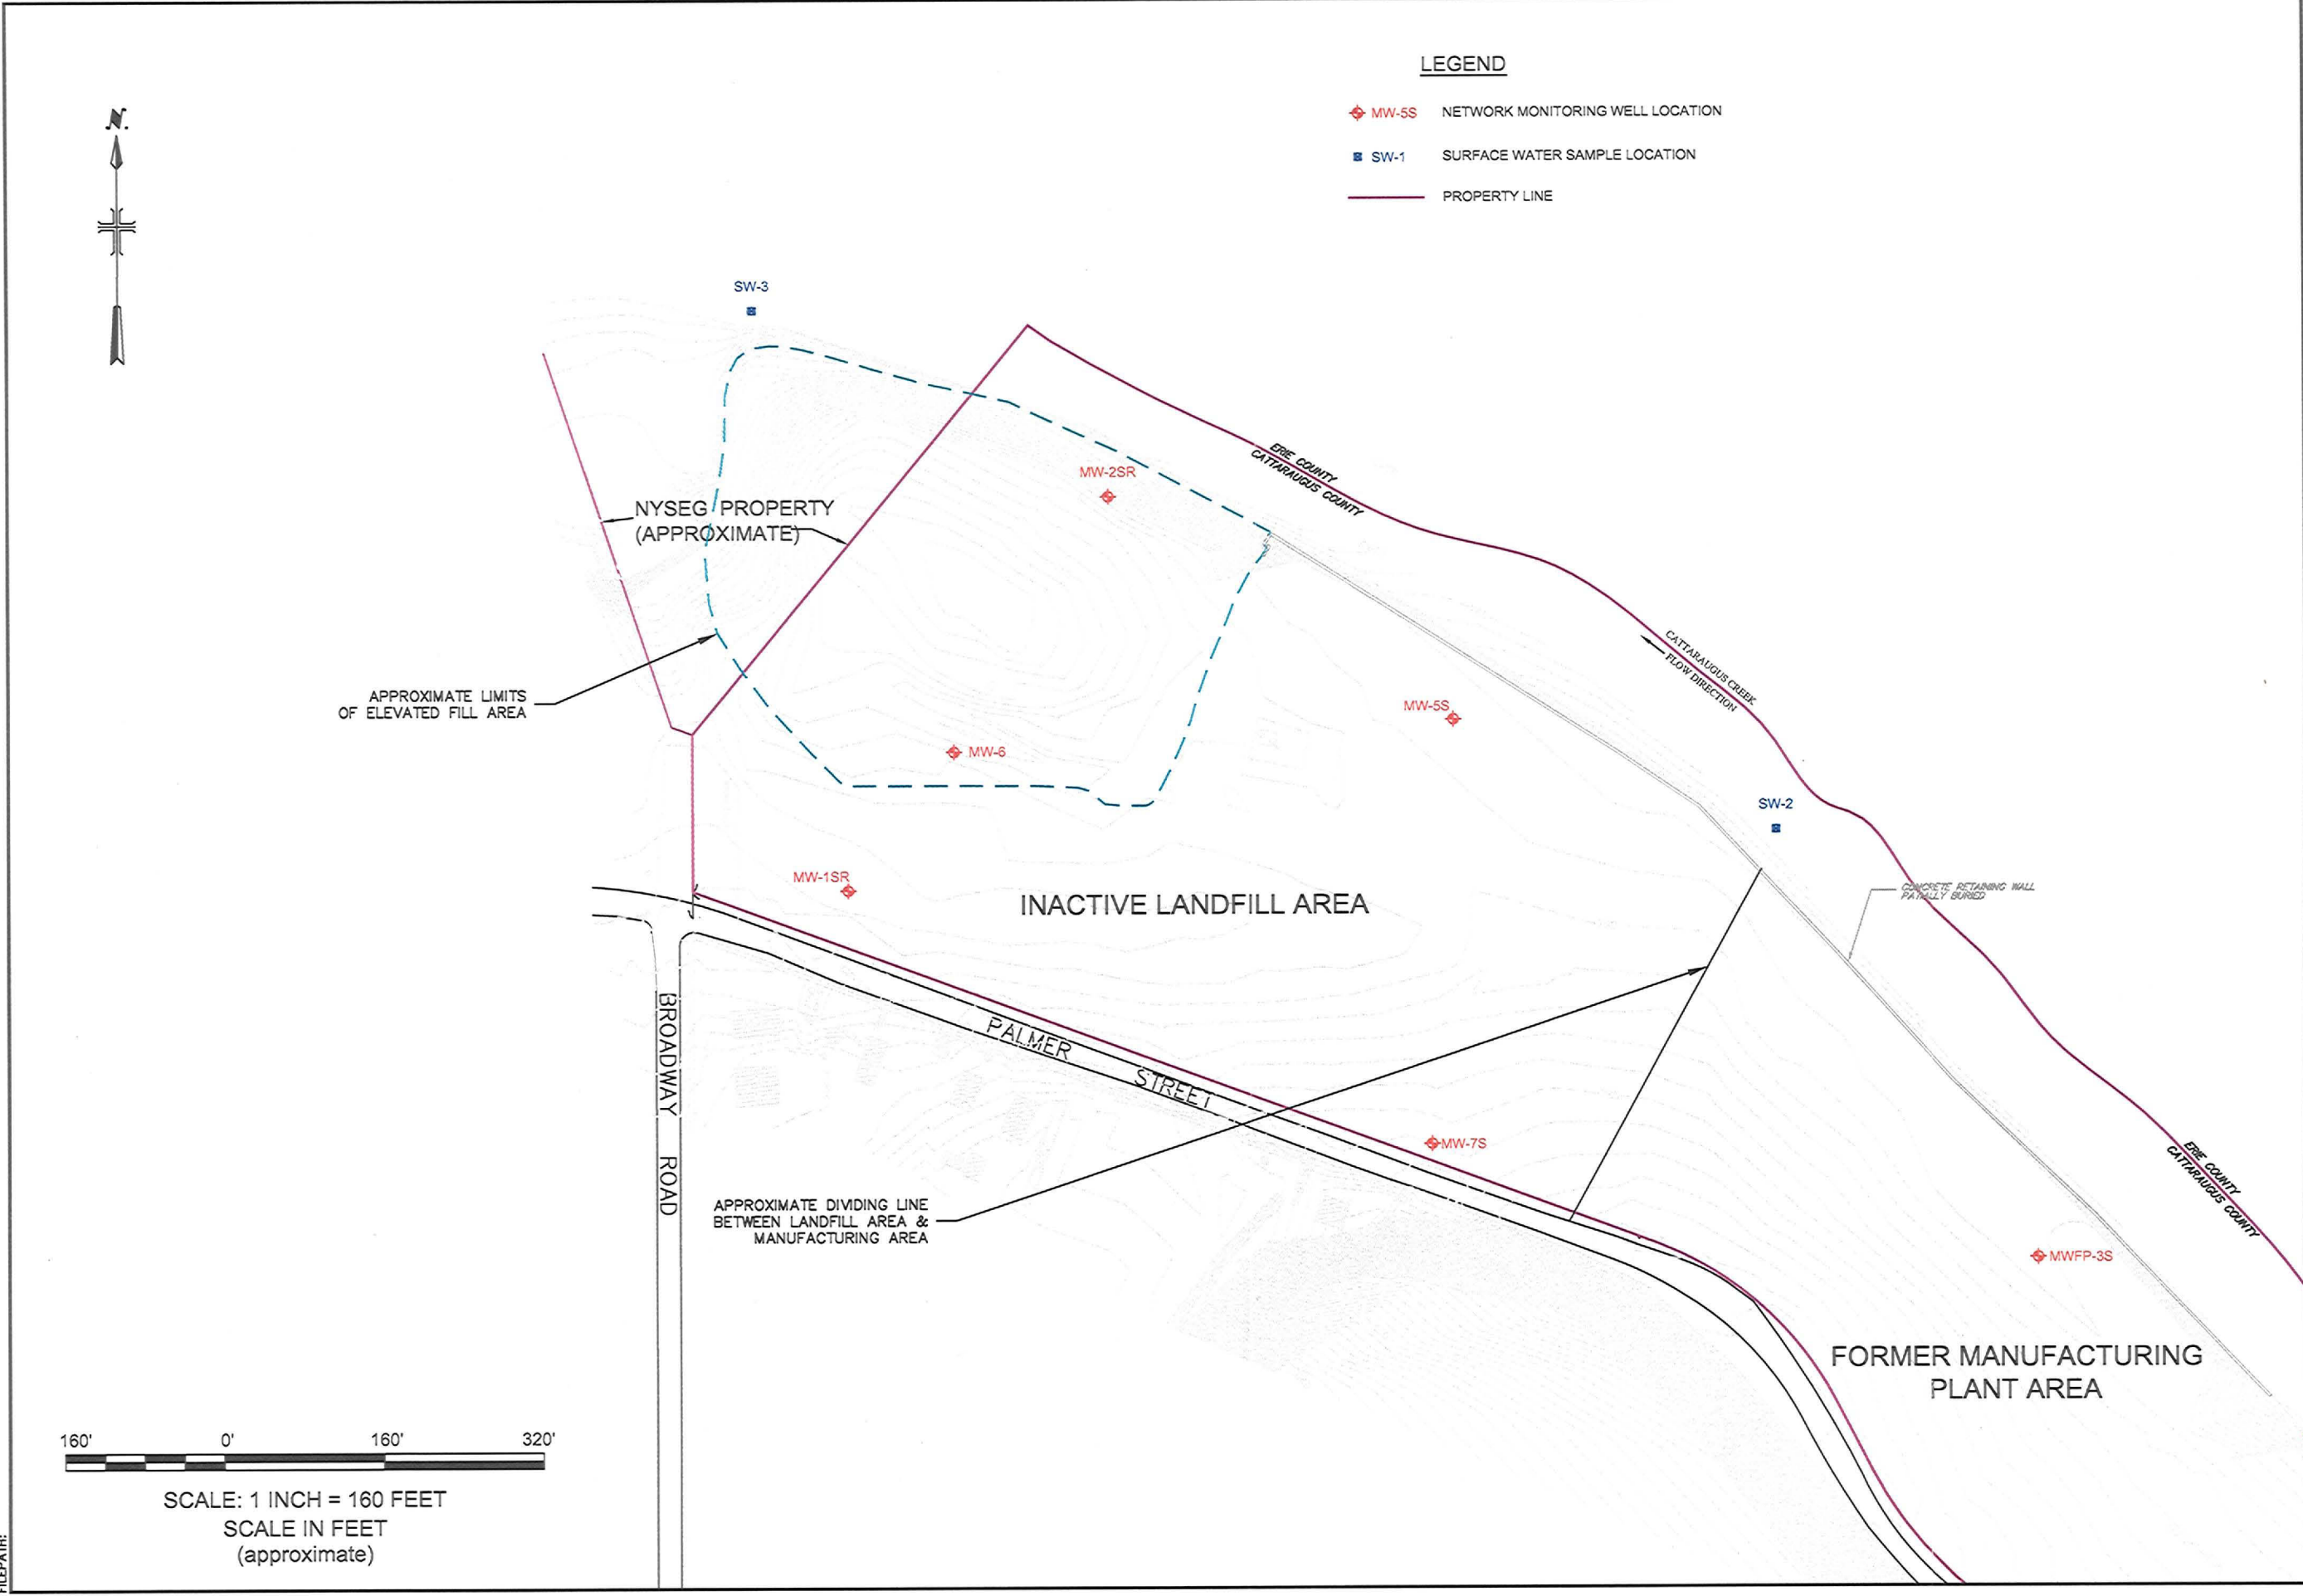 LEGEND
MW-5S NETWORK MONITORING WELL LOCATION
SW-1 SURFACE WATER SAMPLE LOCATION
PROPERTY LINE
N.
SW-3
ERIE COUNTY
CATTARAUGUS COUNTY
MW-2SR
NYSEG PROPERTY
(APPROXIMATE)
CATTARAUGUS CREEK
FLOW DIRECTION
APPROXIMATE LIMITS
OF ELEVATED FILL AREA
MW-5S
MW-6
SW-2
MW-1SR
INACTIVE LANDFILL AREA
CONCRETE RETAINING WALL
PATIALLY BURIED
BROADWAY ROAD
PALMER STREET
MW-7S
APPROXIMATE DIVIDING LINE
BETWEEN LANDFILL AREA &
MANUFACTURING AREA
ERIE COUNTY
CATTARAUGUS COUNTY
MWFP-3S
FORMER MANUFACTURING
PLANT AREA
160' 0' 160' 320'
SCALE: 1 INCH = 160 FEET
SCALE IN FEET
(approximate)
FILEPATH: